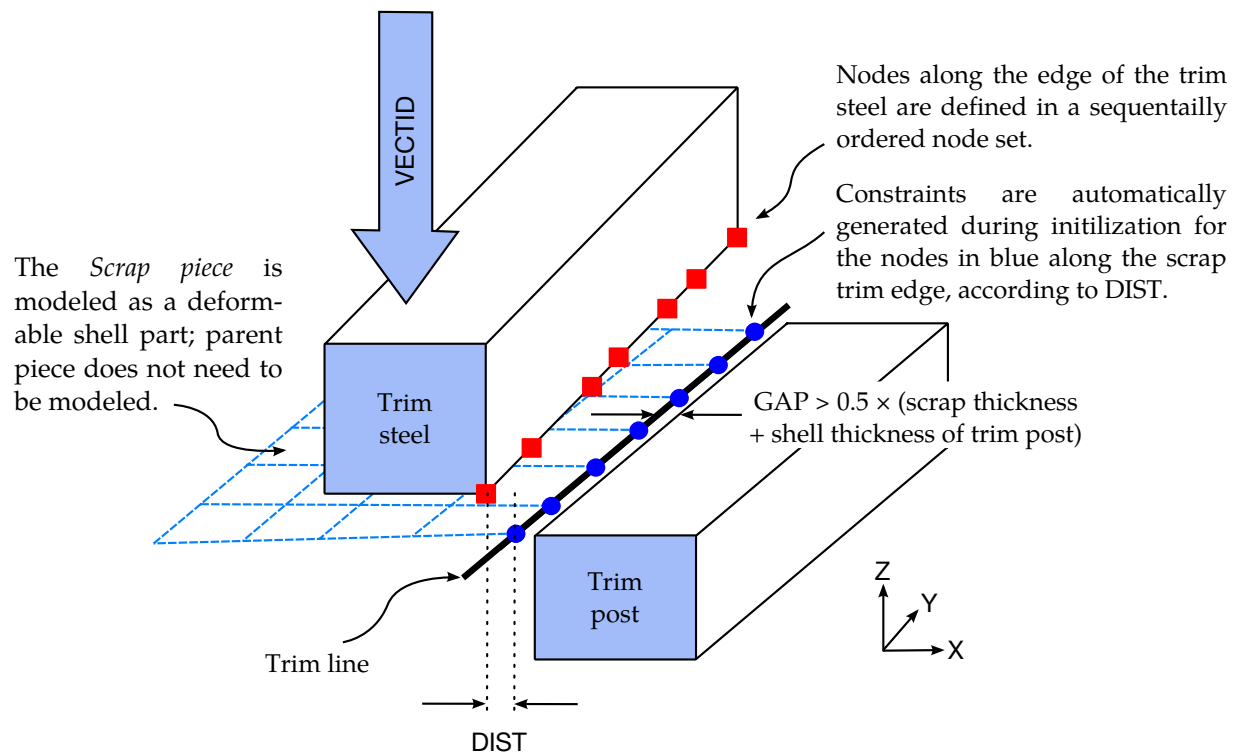 VECTID
Nodes along the edge of the trim
steel are defined in a sequentailly
ordered node set.
Constraints are automatically
generated during initilization for
the nodes in blue along the scrap
trim edge, according to DIST.
The Scrap piece is
modeled as a deform-
able shell part; parent
piece does not need to
be modeled.
Trim
steel
GAP > 0.5 × (scrap thickness
+ shell thickness of trim post)
Trim
post
Z
Y
X
Trim line
DIST